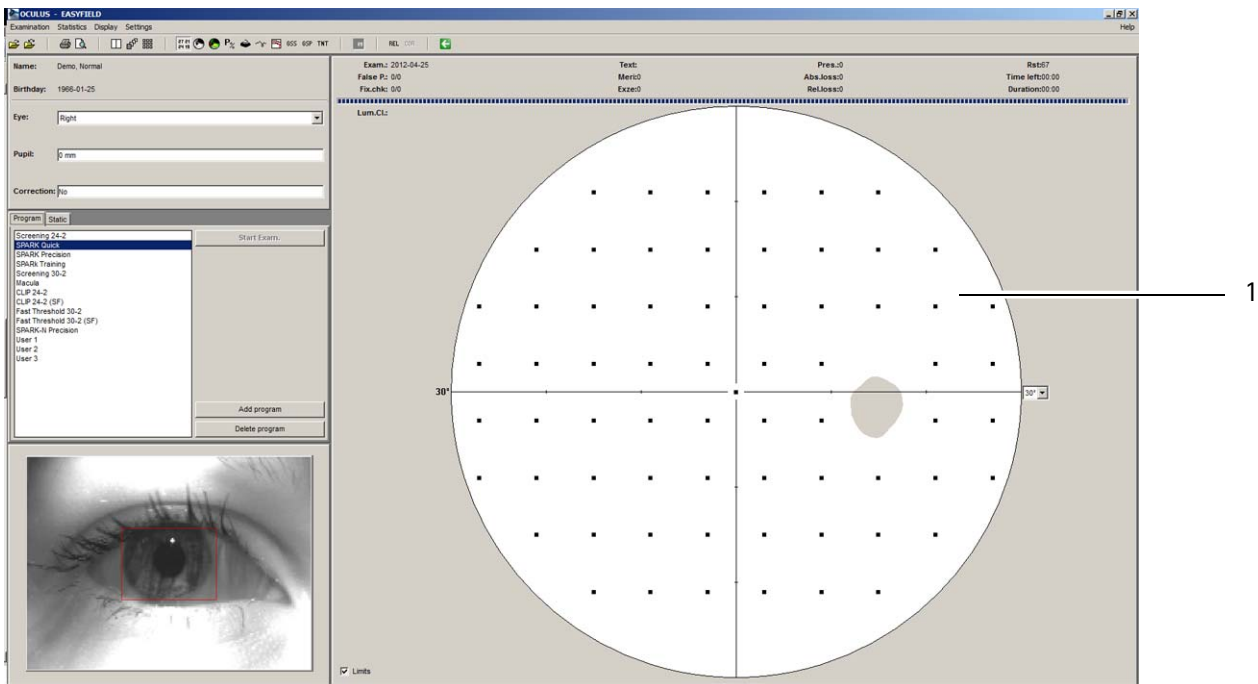 OCULUS - EASYFIELD
Examination Statistics Display Settings Help
GSS GSP TNT REL COM
Name: Demo, Normal
Birthday: 1966-01-25
Eye: Right
Pupil: 0 mm
Correction: No
Program Static
Screening 24-2
SPARK Quick
SPARK Precision
SPARk Training
Screening 30-2
Macula
CLIP 24-2
CLIP 24-2 (SF)
Fast Threshold 30-2
Fast Threshold 30-2 (SF)
SPARK-N Precision
User 1
User 2
User 3
Start Exam.
Add program
Delete program
Exam.: 2012-04-25 Text: Pres.:0 Rst:67
False P.: 0/0 Meri:0 Abs.loss:0 Time left:00:00
Fix.chk: 0/0 Exze:0 Rel.loss:0 Duration:00:00
Lum.Cl.:
1
30° 30°
Limits